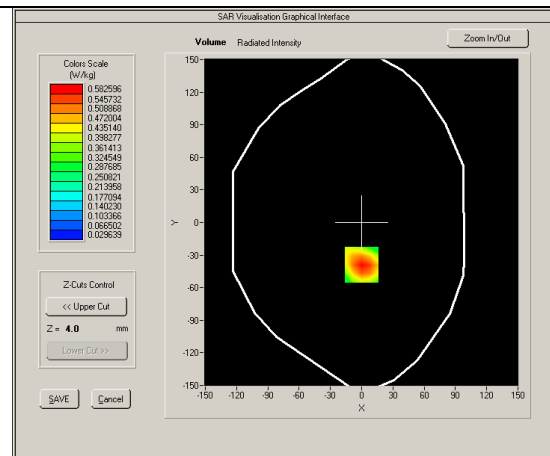 SAR Visualisation Graphical Interface
Volume Radiated Intensity
Zoom In/Out
Colors Scale
(W/kg)
0.582596
0.545732
0.508868
0.472004
0.435140
0.398277
0.361413
0.324549
0.287685
0.250821
0.213958
0.177094
0.140230
0.103366
0.066502
0.029639
Z-Cuts Control
<< Upper Cut
Z = 4.0 mm
Lower Cut >>
SAVE Cancel
150
120
90
60
30
0
-30
-60
-90
-120
-150
Y
-150 -120 -90 -60 -30 0 30 60 90 120 150
X